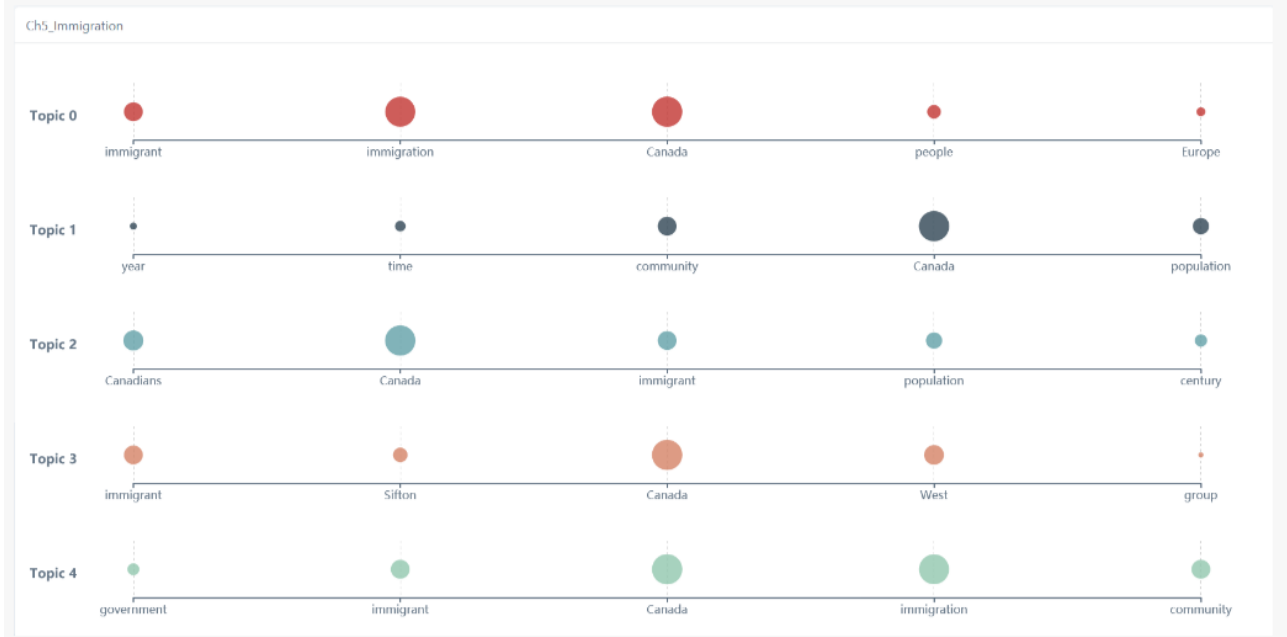 Ch5_Immigration
Topic 0
immigrant immigration Canada people Europe
Topic 1
year time community Canada population
Topic 2
Canadians Canada immigrant population century
Topic 3
immigrant Sifton Canada West group
Topic 4
government immigrant Canada immigration community